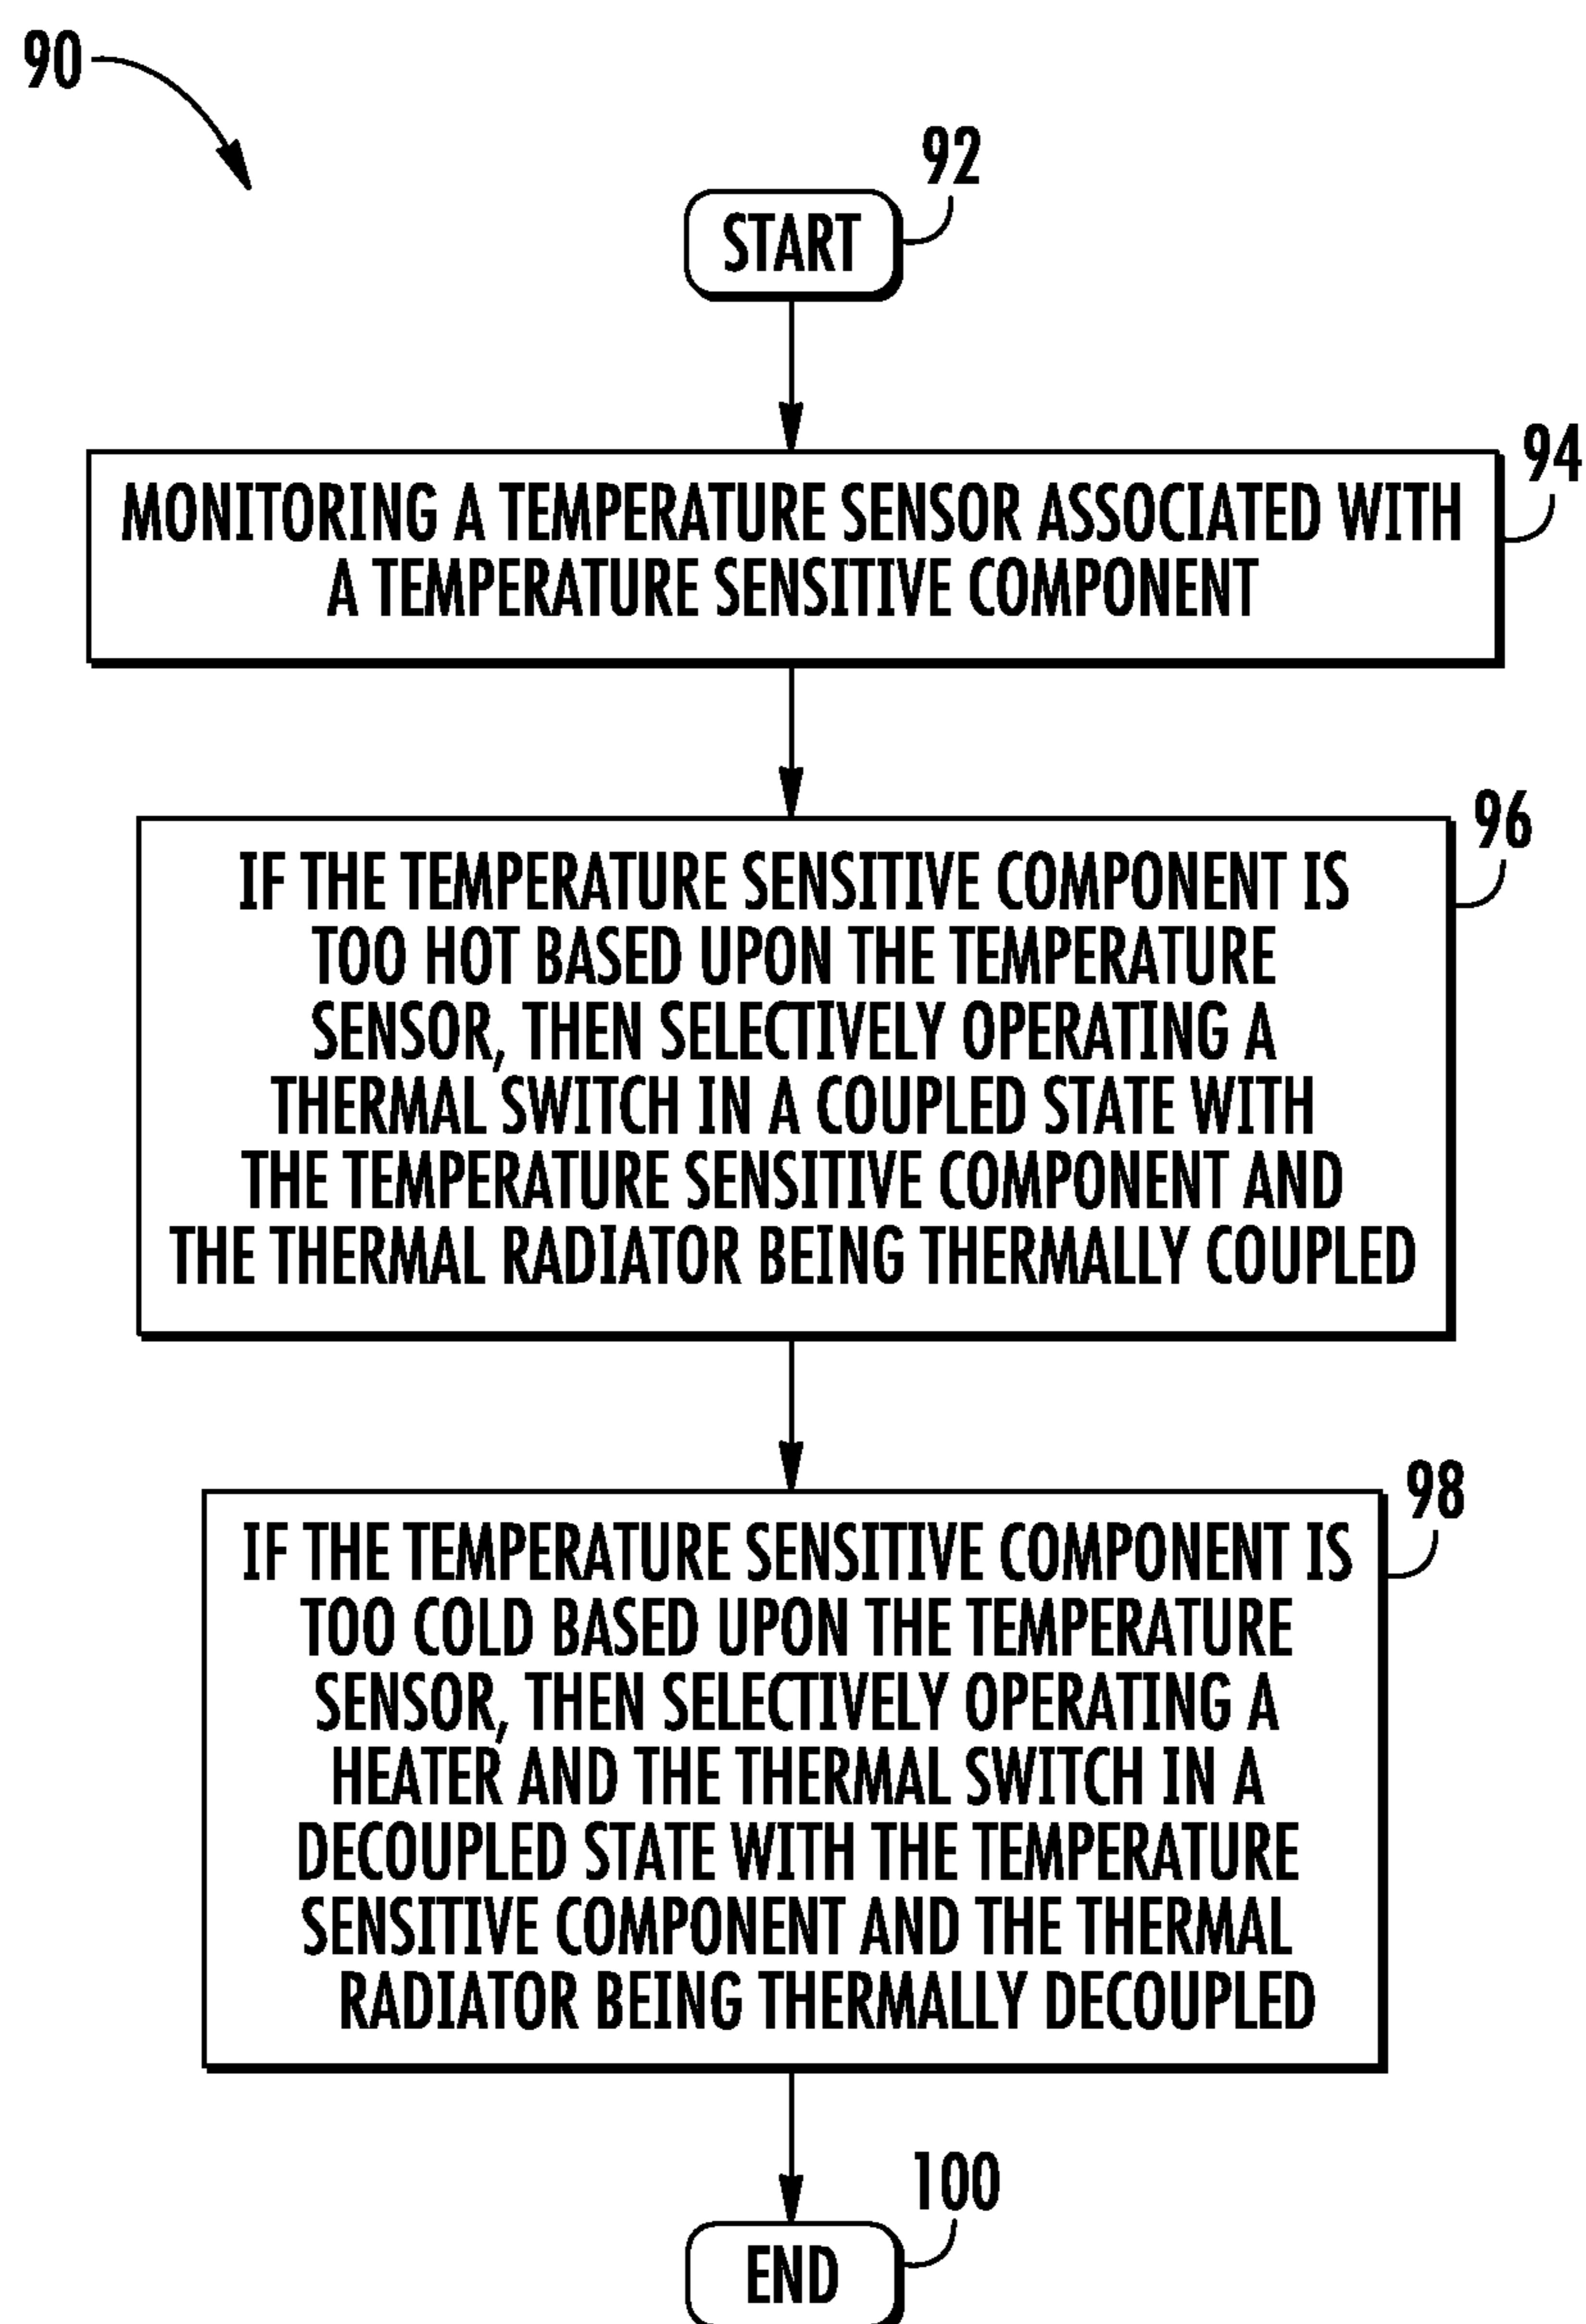 90
92
START
94
MONITORING A TEMPERATURE SENSOR ASSOCIATED WITH
A TEMPERATURE SENSITIVE COMPONENT
96
IF THE TEMPERATURE SENSITIVE COMPONENT IS
TOO HOT BASED UPON THE TEMPERATURE
SENSOR, THEN SELECTIVELY OPERATING A
THERMAL SWITCH IN A COUPLED STATE WITH
THE TEMPERATURE SENSITIVE COMPONENT AND
THE THERMAL RADIATOR BEING THERMALLY COUPLED
98
IF THE TEMPERATURE SENSITIVE COMPONENT IS
TOO COLD BASED UPON THE TEMPERATURE
SENSOR, THEN SELECTIVELY OPERATING A
HEATER AND THE THERMAL SWITCH IN A
DECOUPLED STATE WITH THE TEMPERATURE
SENSITIVE COMPONENT AND THE THERMAL
RADIATOR BEING THERMALLY DECOUPLED
100
END